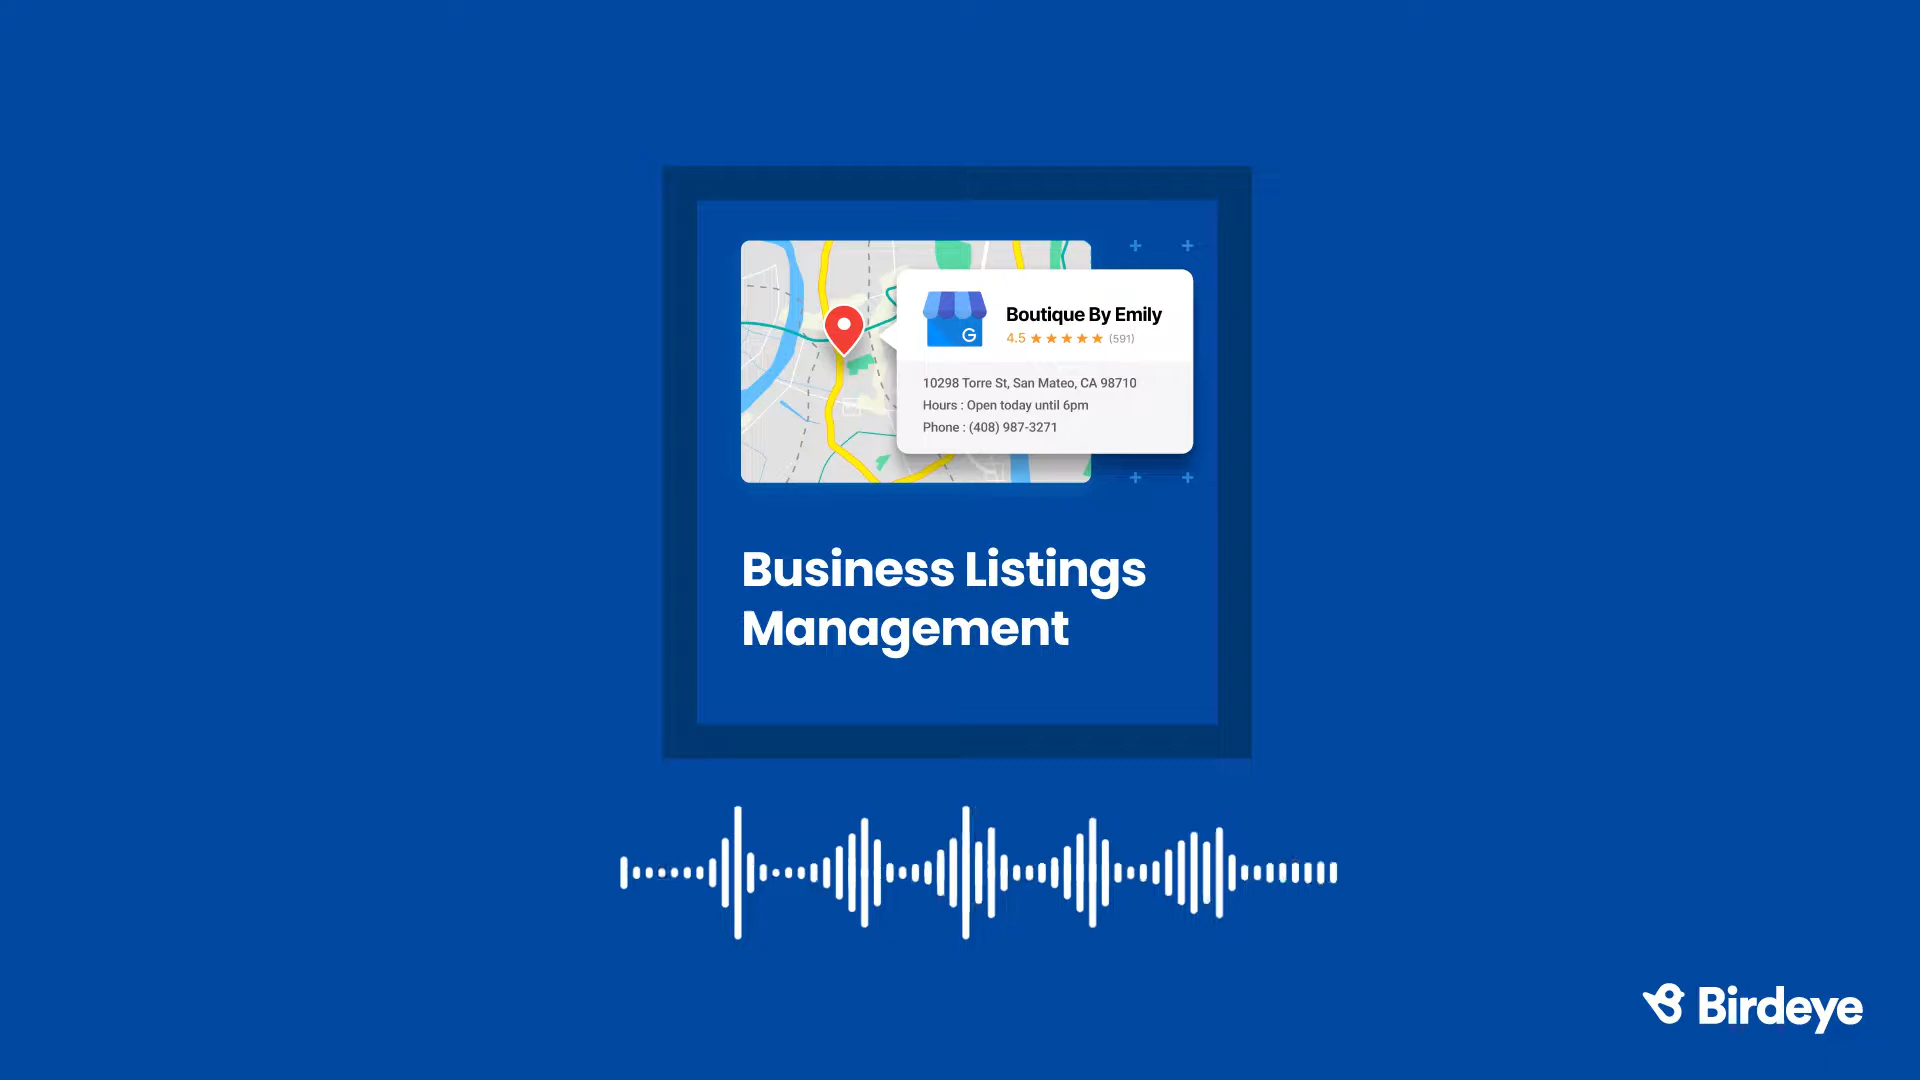 Boutique By Emily
4.5 ★★★★★ (591)
G
10298 Torre St, San Mateo, CA 98710
Hours : Open today until 6pm
Phone : (408) 987-3271
Business Listings
Management
Birdeye